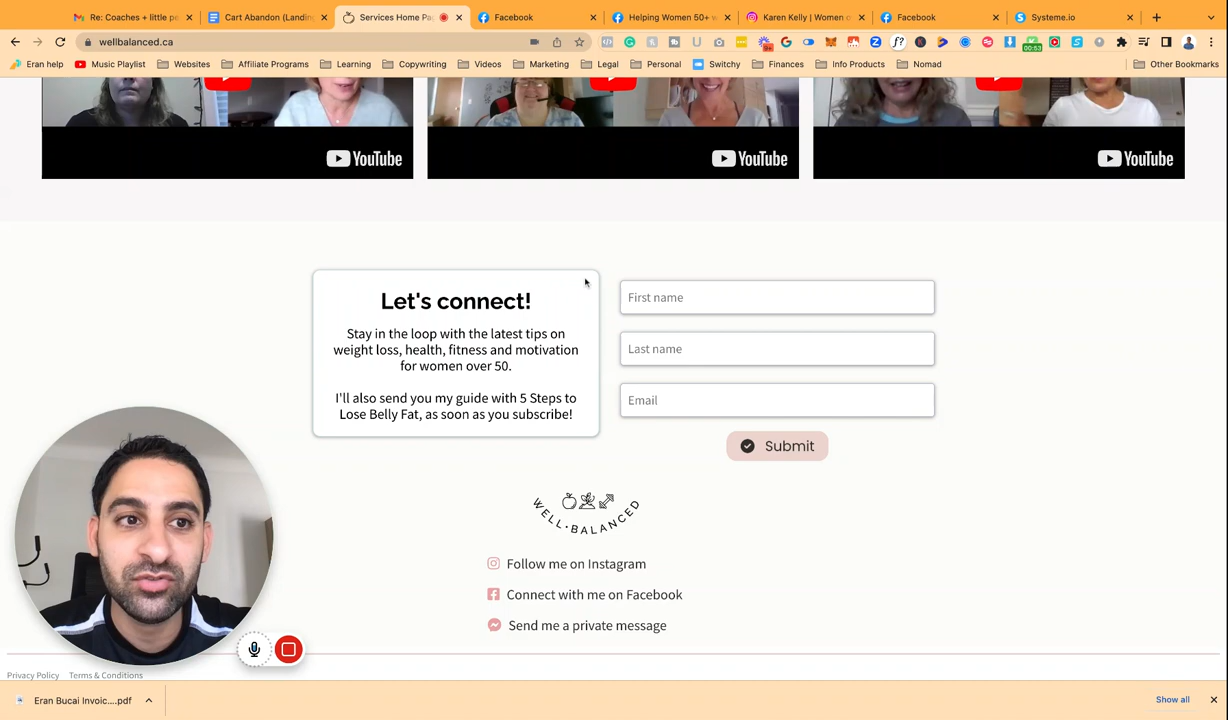 Re: Coaches + little pe
Cart Abandon (Landin
Services Home Pa
Facebook
Helping Women 50+ w
Karen Kelly | Women o
Facebook
Systeme.io
wellbalanced.ca
9+
00:53
Eran help
Music Playlist
Websites
Affiliate Programs
Learning
Copywriting
Videos
Marketing
Legal
Personal
Switchy
Finances
Info Products
Nomad
Other Bookmarks
YouTube
YouTube
YouTube
Let's connect!
Stay in the loop with the latest tips on
weight loss, health, fitness and motivation
for women over 50.
I'll also send you my guide with 5 Steps to
Lose Belly Fat, as soon as you subscribe!
First name
Last name
Email
Submit
WELL•BALANCED
Follow me on Instagram
Connect with me on Facebook
Send me a private message
Privacy Policy
Terms & Conditions
Eran Bucai Invoic....pdf
Show all